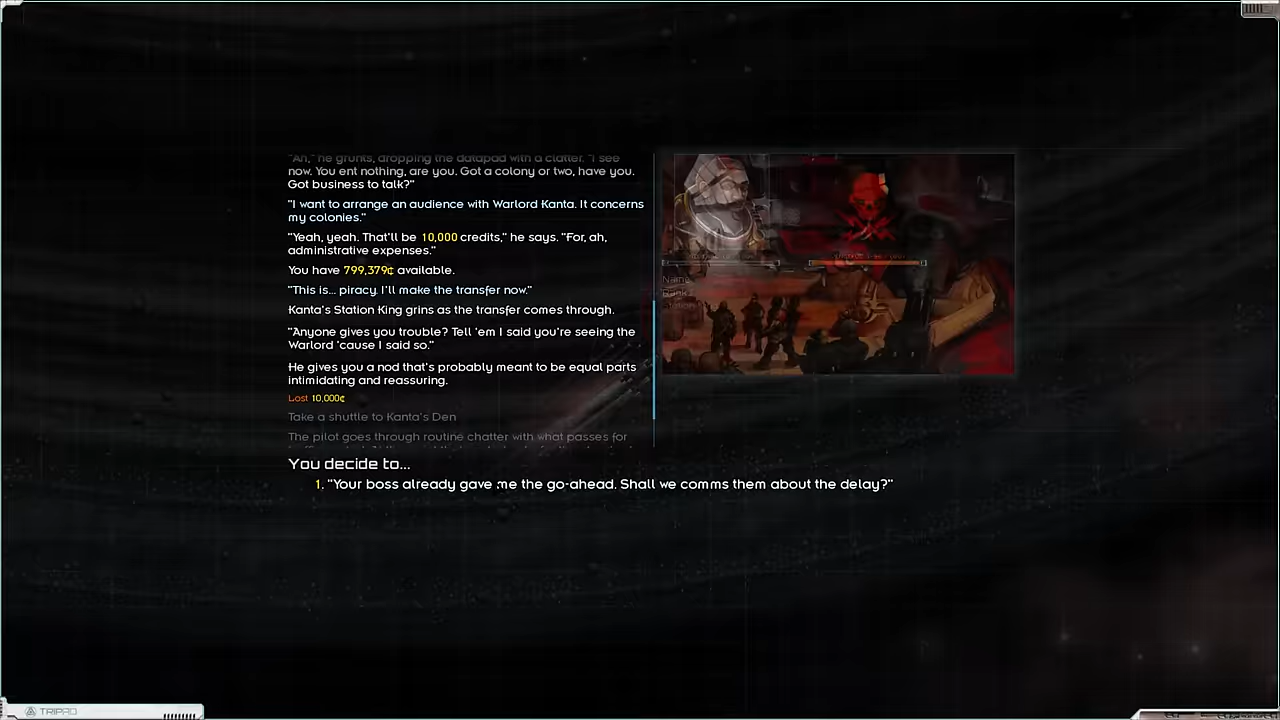 "Ah," he grunts, dropping the datapad with a clatter. "I see
now. You ent nothing, are you. Got a colony or two, have you.
Got business to talk?"
"I want to arrange an audience with Warlord Kanta. It concerns
my colonies."
"Yeah, yeah. That'll be 10,000 credits," he says. "For, ah,
administrative expenses."
You have 799,379¢ available.
"This is... piracy. I'll make the transfer now."
Kanta's Station King grins as the transfer comes through.
"Anyone gives you trouble? Tell 'em I said you're seeing the
Warlord 'cause I said so."
He gives you a nod that's probably meant to be equal parts
intimidating and reassuring.
Lost 10,000¢
Take a shuttle to Kanta's Den
The pilot goes through routine chatter with what passes for
You decide to...
1. "Your boss already gave me the go-ahead. Shall we comms them about the delay?"
Name
Rank